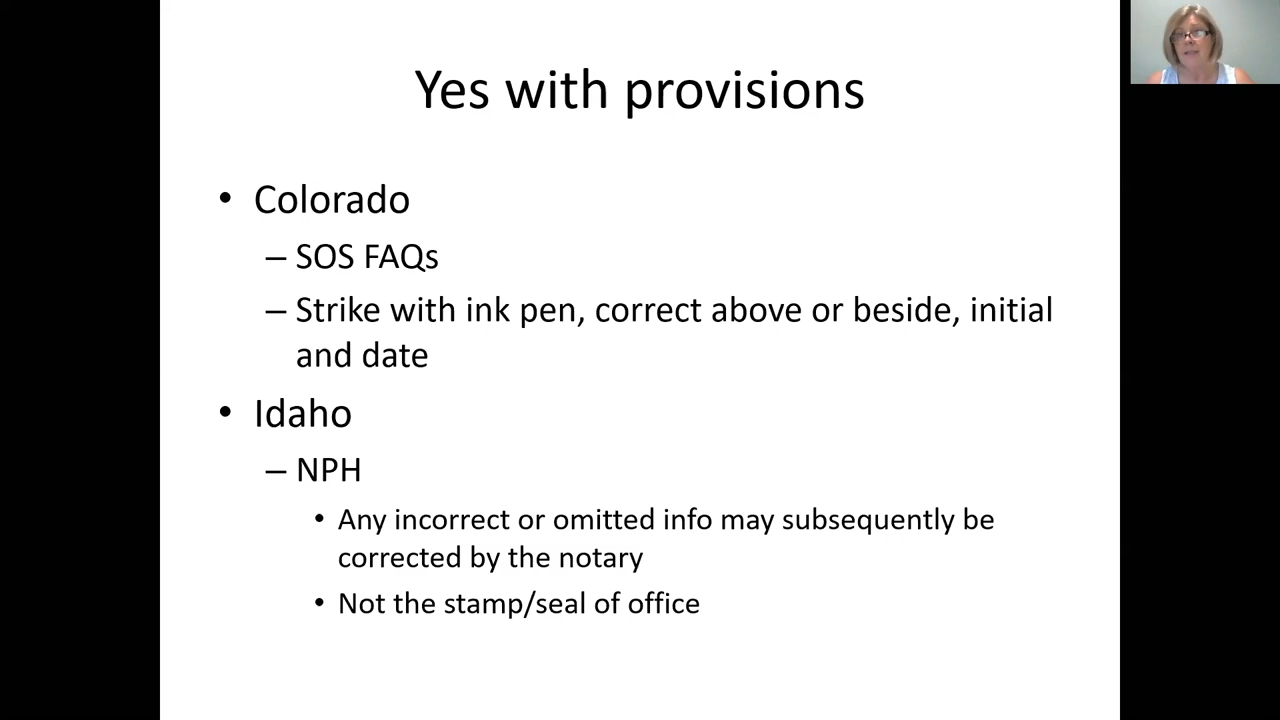 Yes with provisions
• Colorado
– SOS FAQs
– Strike with ink pen, correct above or beside, initial
and date
• Idaho
– NPH
• Any incorrect or omitted info may subsequently be
corrected by the notary
• Not the stamp/seal of office